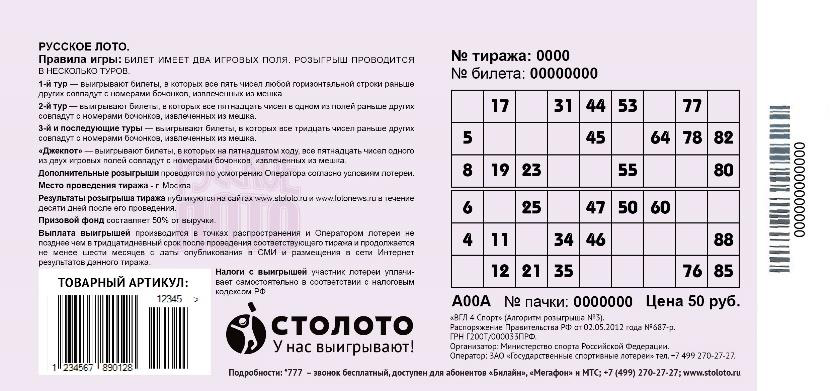 РУССКОЕ ЛОТО.
Правила игры: БИЛЕТ ИМЕЕТ ДВА ИГРОВЫХ ПОЛЯ. РОЗЫГРЫШ ПРОВОДИТСЯ
В НЕСКОЛЬКО ТУРОВ.
1-й тур — выигрывают билеты, в которых все пять чисел любой горизонтальной строки раньше
других совпадут с номерами бочонков, извлеченных из мешка.
2-й тур — выигрывают билеты, в которых все пятнадцать чисел в одном из полей раньше других
совпадут с номерами бочонков, извлеченных из мешка.
3-й и последующие туры — выигрывают билеты, в которых все тридцать чисел раньше других
совпадут с номерами бочонков, извлеченных из мешка.
«Джекпот» — выигрывают билеты, в которых на пятнадцатом ходу, все пятнадцать чисел одного
из двух игровых полей совпадут с номерами бочонков, извлеченных из мешка.
Дополнительные розыгрыши проводятся по усмотрению Оператора согласно условиям лотереи.
Место проведения тиража - г. Москва
Результаты розыгрыша тиража публикуются на сайтах www.stoloto.ru и www.lotonews.ru в течение
десяти дней после его проведения.
Призовой фонд составляет 50% от выручки.
Выплата выигрышей производится в точках распространения и Оператором лотереи не
позднее чем в тридцатидневный срок после проведения соответствующего тиража и продолжается
не менее шести месяцев с даты опубликования в СМИ и размещения в сети Интернет
результатов данного тиража.
Налоги с выигрышей участник лотереи уплачи-
вает самостоятельно в соответствии с налоговым
кодексом РФ
ТОВАРНЫЙ АРТИКУЛ:
12345 >
1 234567 890128
СТОЛОТО
У нас выигрывают!
№ тиража: 0000
№ билета: 00000000
17 31 44 53 77
5 45 64 78 82
8 19 23 55 80
6 25 47 50 60
4 11 34 46 88
12 21 35 76 85
А00А № пачки: 0000000 Цена 50 руб.
«ВГЛ 4 Спорт» (Алгоритм розыгрыша №3).
Распоряжение Правительства РФ от 02.05.2012 года №687-р.
ГРН Г200Т/000033ПРФ.
Организатор: Министерство спорта Российской Федерации.
Оператор: ЗАО «Государственные спортивные лотереи» тел. +7 499 270-27-27.
Подробности: *777 – звонок бесплатный, доступен для абонентов «Билайн», «Мегафон» и МТС; +7 (499) 270-27-27; www.stoloto.ru
000000000000